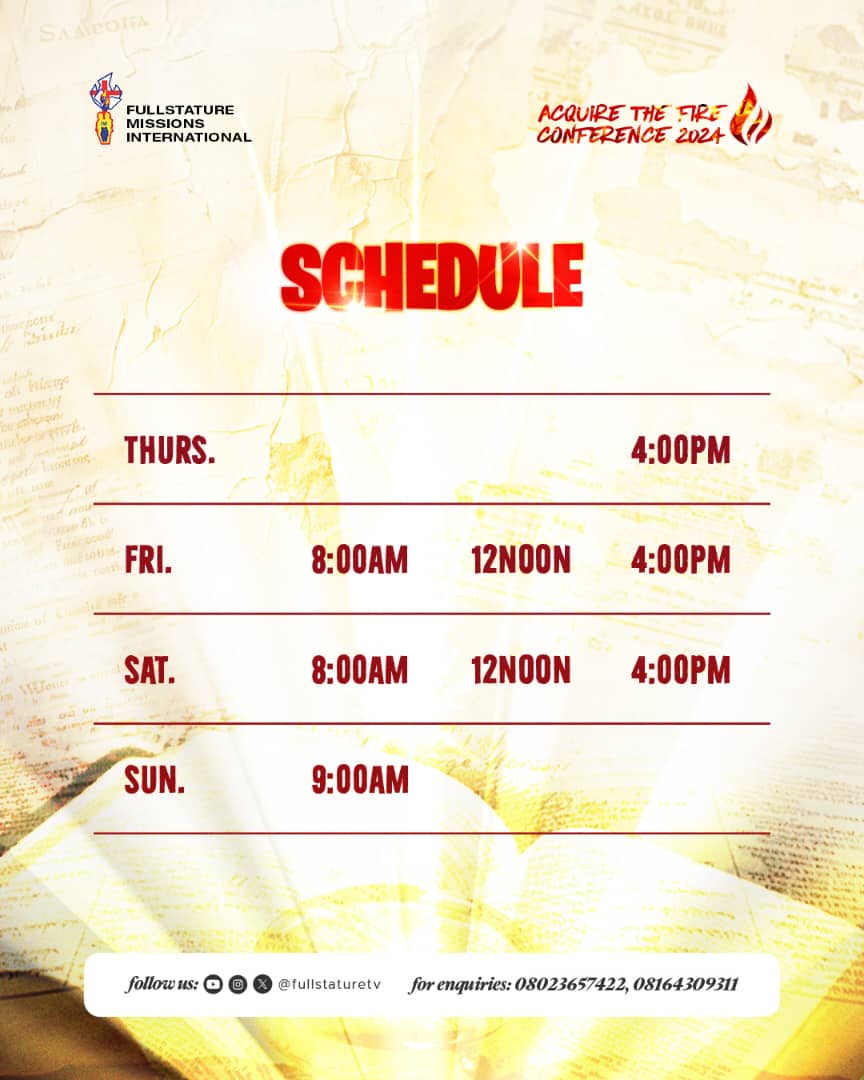 FULLSTATURE
MISSIONS
INTERNATIONAL
ACQUIRE THE FIRE
CONFERENCE 2024
SCHEDULE
THURS. 4:00PM
FRI. 8:00AM 12NOON 4:00PM
SAT. 8:00AM 12NOON 4:00PM
SUN. 9:00AM
follow us: @fullstaturetv for enquiries: 08023657422, 08164309311